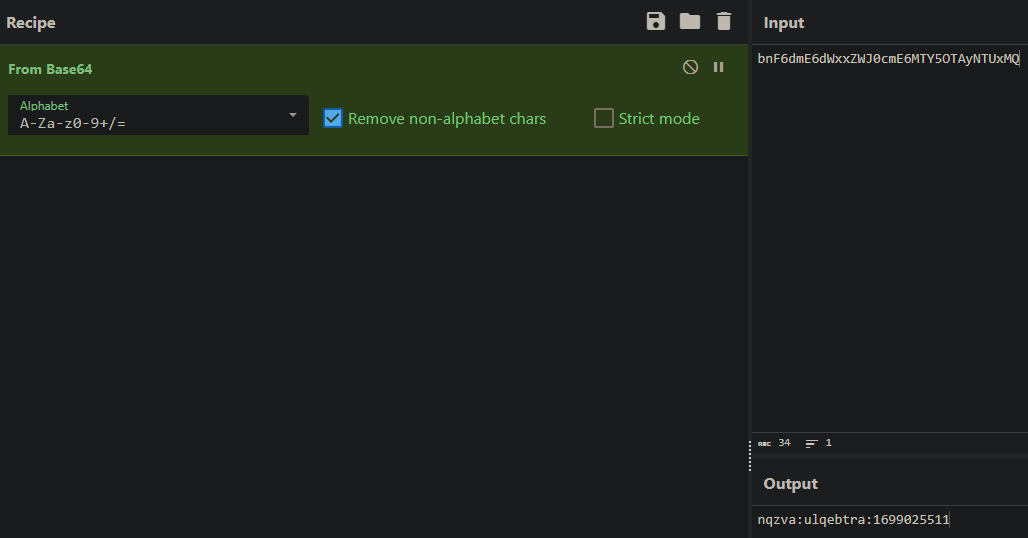 Recipe
Input
From Base64
Alphabet
A-Za-z0-9+/=
Remove non-alphabet chars
Strict mode
bnF6dmE6dWxxZWJ0cmE6MTY5OTAyNTUxMQ
REC 34 1
Output
nqzva:ulqebtra:1699025511